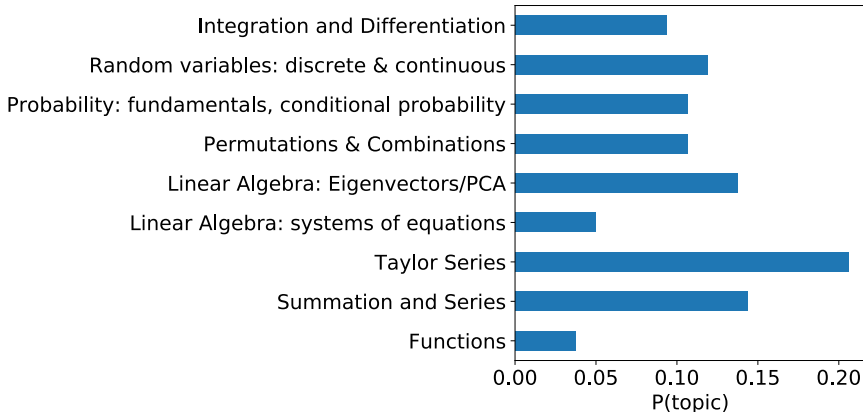 Integration and Differentiation
Random variables: discrete & continuous
Probability: fundamentals, conditional probability
Permutations & Combinations
Linear Algebra: Eigenvectors/PCA
Linear Algebra: systems of equations
Taylor Series
Summation and Series
Functions
0.00 0.05 0.10 0.15 0.20
P(topic)